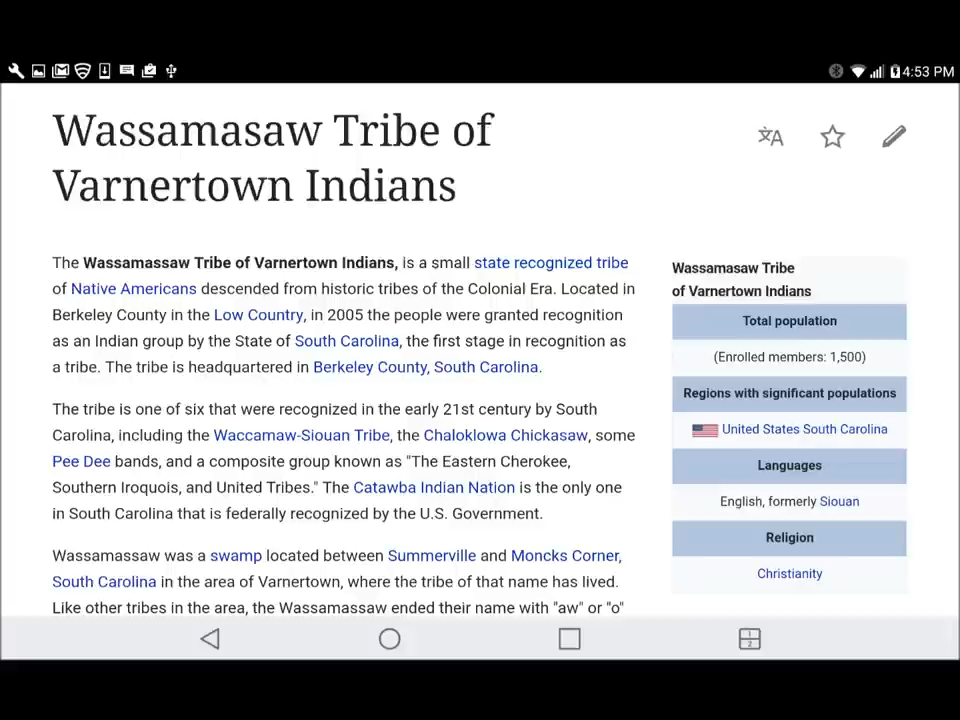 4:53 PM
Wassamasaw Tribe of
Varnertown Indians
The Wassamassaw Tribe of Varnertown Indians, is a small state recognized tribe
of Native Americans descended from historic tribes of the Colonial Era. Located in
Berkeley County in the Low Country, in 2005 the people were granted recognition
as an Indian group by the State of South Carolina, the first stage in recognition as
a tribe. The tribe is headquartered in Berkeley County, South Carolina.
The tribe is one of six that were recognized in the early 21st century by South
Carolina, including the Waccamaw-Siouan Tribe, the Chaloklowa Chickasaw, some
Pee Dee bands, and a composite group known as "The Eastern Cherokee,
Southern Iroquois, and United Tribes." The Catawba Indian Nation is the only one
in South Carolina that is federally recognized by the U.S. Government.
Wassamassaw was a swamp located between Summerville and Moncks Corner,
South Carolina in the area of Varnertown, where the tribe of that name has lived.
Like other tribes in the area, the Wassamassaw ended their name with "aw" or "o"
Wassamasaw Tribe
of Varnertown Indians
Total population
(Enrolled members: 1,500)
Regions with significant populations
United States South Carolina
Languages
English, formerly Siouan
Religion
Christianity